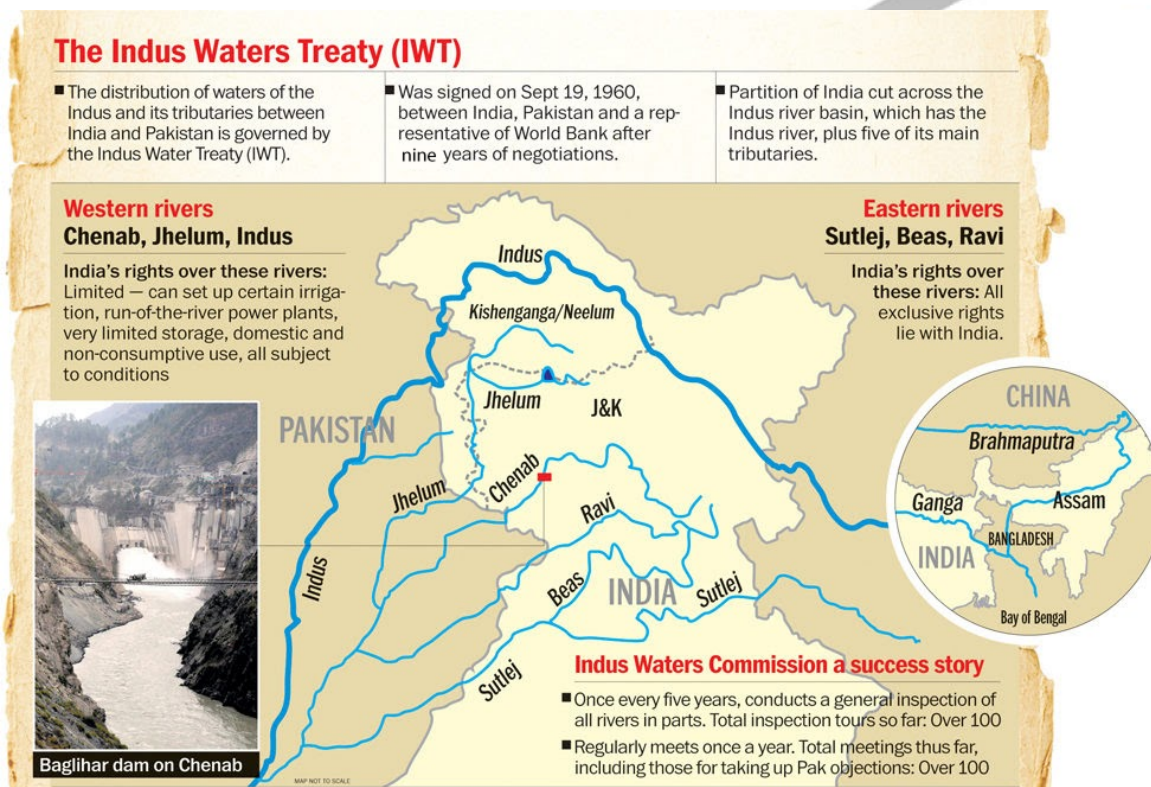 The Indus Waters Treaty (IWT)
■ The distribution of waters of the
Indus and its tributaries between
India and Pakistan is governed by
the Indus Water Treaty (IWT).
■ Was signed on Sept 19, 1960,
between India, Pakistan and a rep-
resentative of World Bank after
nine years of negotiations.
■ Partition of India cut across the
Indus river basin, which has the
Indus river, plus five of its main
tributaries.
Western rivers
Chenab, Jhelum, Indus
India's rights over these rivers:
Limited — can set up certain irriga-
tion, run-of-the-river power plants,
very limited storage, domestic and
non-consumptive use, all subject
to conditions
Eastern rivers
Sutlej, Beas, Ravi
India's rights over
these rivers: All
exclusive rights
lie with India.
Indus
Kishenganga/Neelum
Jhelum
J&K
PAKISTAN
Chenab
Jhelum
Ravi
Indus
Beas
INDIA
Sutlej
Sutlej
CHINA
Brahmaputra
Ganga
Assam
BANGLADESH
INDIA
Bay of Bengal
Indus Waters Commission a success story
■ Once every five years, conducts a general inspection of
all rivers in parts. Total inspection tours so far: Over 100
■ Regularly meets once a year. Total meetings thus far,
including those for taking up Pak objections: Over 100
Baglihar dam on Chenab
MAP NOT TO SCALE